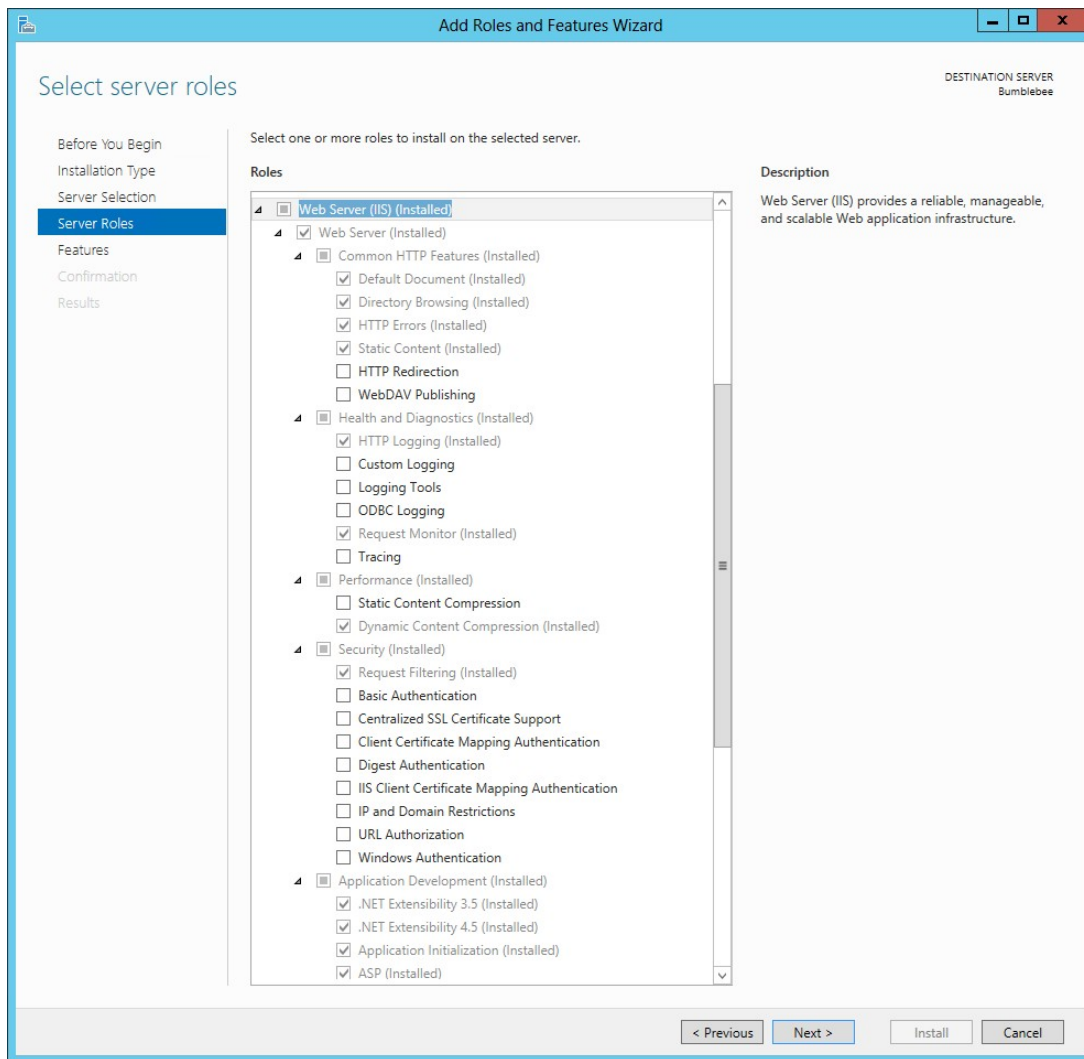 Add Roles and Features Wizard
Select server roles
DESTINATION SERVER
Bumblebee
Before You Begin
Installation Type
Server Selection
Server Roles
Features
Confirmation
Results
Select one or more roles to install on the selected server.
Roles
Web Server (IIS) (Installed)
Web Server (Installed)
Common HTTP Features (Installed)
Default Document (Installed)
Directory Browsing (Installed)
HTTP Errors (Installed)
Static Content (Installed)
HTTP Redirection
WebDAV Publishing
Health and Diagnostics (Installed)
HTTP Logging (Installed)
Custom Logging
Logging Tools
ODBC Logging
Request Monitor (Installed)
Tracing
Performance (Installed)
Static Content Compression
Dynamic Content Compression (Installed)
Security (Installed)
Request Filtering (Installed)
Basic Authentication
Centralized SSL Certificate Support
Client Certificate Mapping Authentication
Digest Authentication
IIS Client Certificate Mapping Authentication
IP and Domain Restrictions
URL Authorization
Windows Authentication
Application Development (Installed)
.NET Extensibility 3.5 (Installed)
.NET Extensibility 4.5 (Installed)
Application Initialization (Installed)
ASP (Installed)
Description
Web Server (IIS) provides a reliable, manageable,
and scalable Web application infrastructure.
< Previous
Next >
Install
Cancel